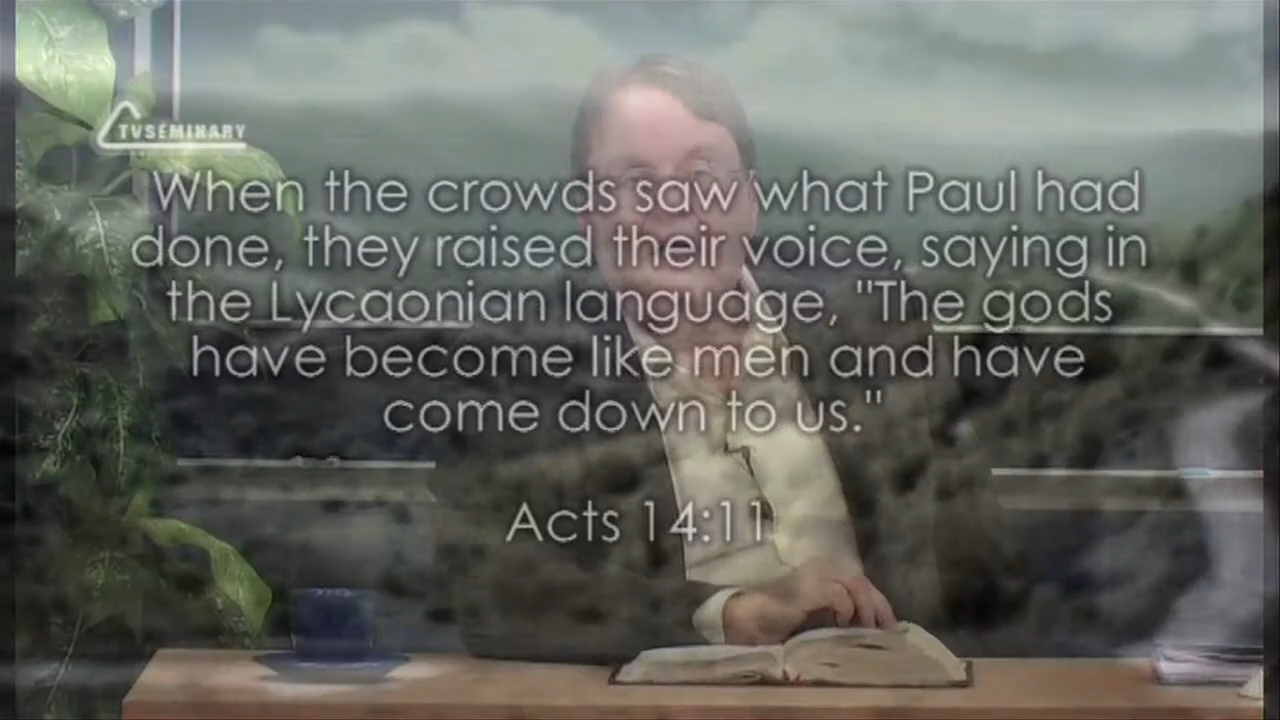 TVSEMINARY
When the crowds saw what Paul had
done, they raised their voice, saying in
the Lycaonian language, "The gods
have become like men and have
come down to us."
Acts 14:11